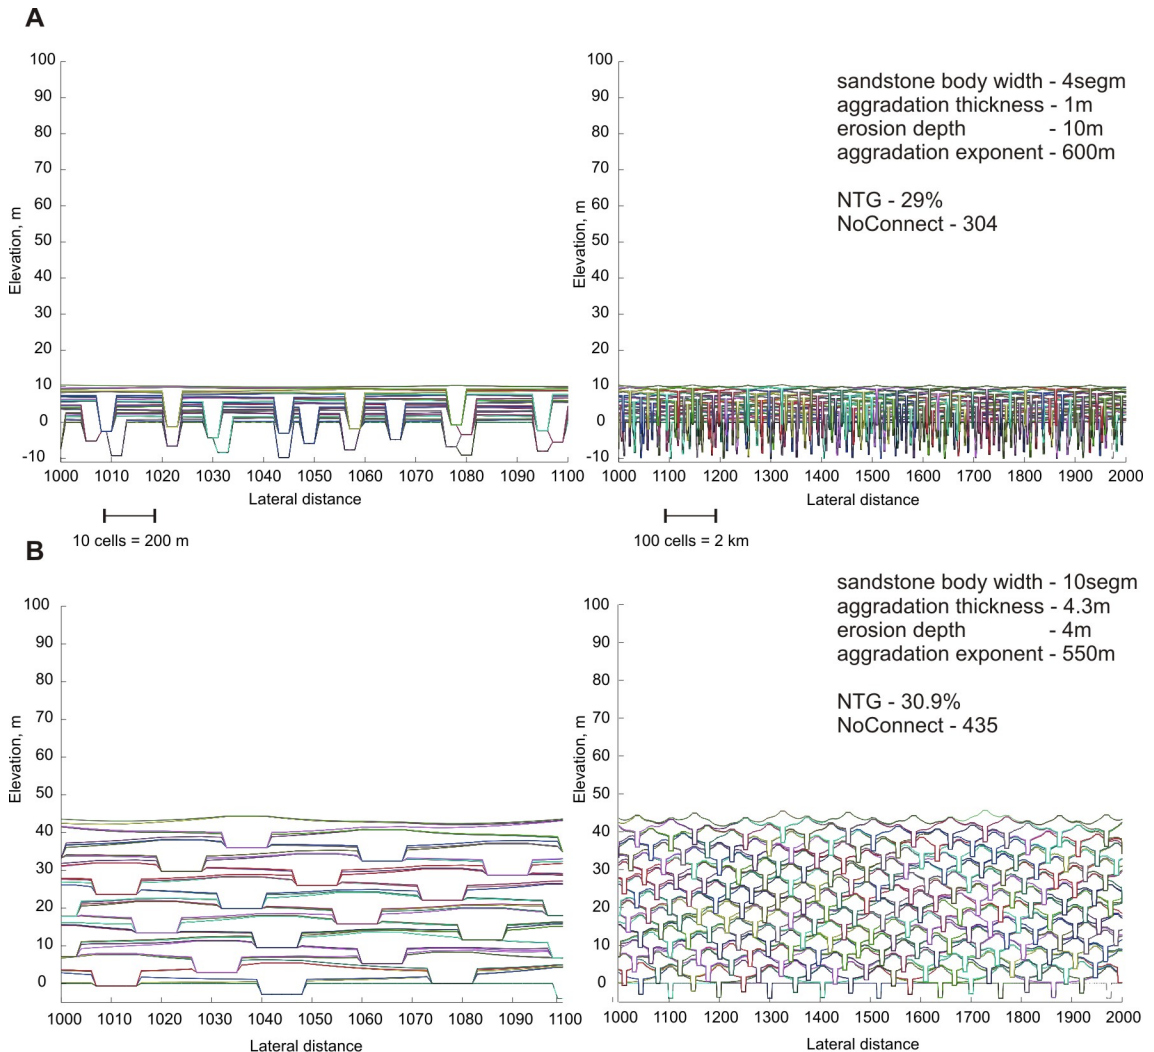 A
100
90
80
70
60
50
40
30
20
10
0
-10
Elevation, m
1000 1010 1020 1030 1040 1050 1060 1070 1080 1090 1100
Lateral distance
10 cells = 200 m
100
90
80
70
60
50
40
30
20
10
0
-10
Elevation, m
1000 1100 1200 1300 1400 1500 1600 1700 1800 1900 2000
Lateral distance
100 cells = 2 km
sandstone body width - 4segm
aggradation thickness - 1m
erosion depth - 10m
aggradation exponent - 600m
NTG - 29%
NoConnect - 304
B
100
90
80
70
60
50
40
30
20
10
0
Elevation, m
1000 1010 1020 1030 1040 1050 1060 1070 1080 1090 1100
Lateral distance
100
90
80
70
60
50
40
30
20
10
0
Elevation, m
1000 1100 1200 1300 1400 1500 1600 1700 1800 1900 2000
Lateral distance
sandstone body width - 10segm
aggradation thickness - 4.3m
erosion depth - 4m
aggradation exponent - 550m
NTG - 30.9%
NoConnect - 435